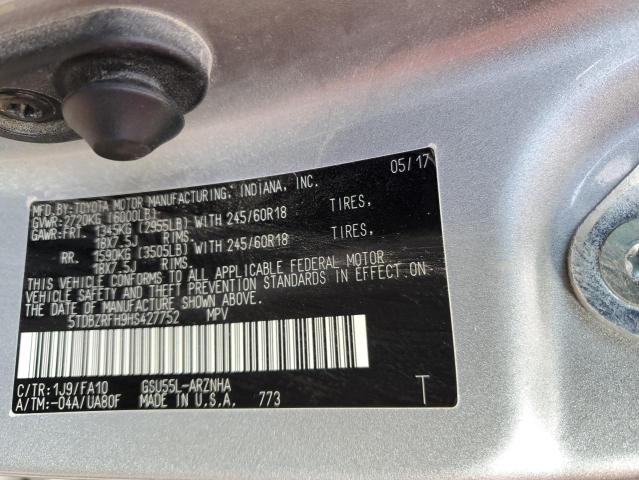 MFD.BY:TOYOTA MOTOR MANUFACTURING, INDIANA, INC. 05/17
GVWR:2720KG (6000LB)
GAWR:FRT. 1345KG (2955LB) WITH 245/60R18 TIRES,
18X7.5J RIMS
RR. 1590KG (3505LB) WITH 245/60R18 TIRES,
18X7.5J RIMS
THIS VEHICLE CONFORMS TO ALL APPLICABLE FEDERAL MOTOR
VEHICLE SAFETY AND THEFT PREVENTION STANDARDS IN EFFECT ON
THE DATE OF MANUFACTURE SHOWN ABOVE.
5TDBZRFH9HS427752 MPV
C/TR:1J9/FA10 GSU55L-ARZNHA
A/TM:-04A/UA80F MADE IN U.S.A. 773 T